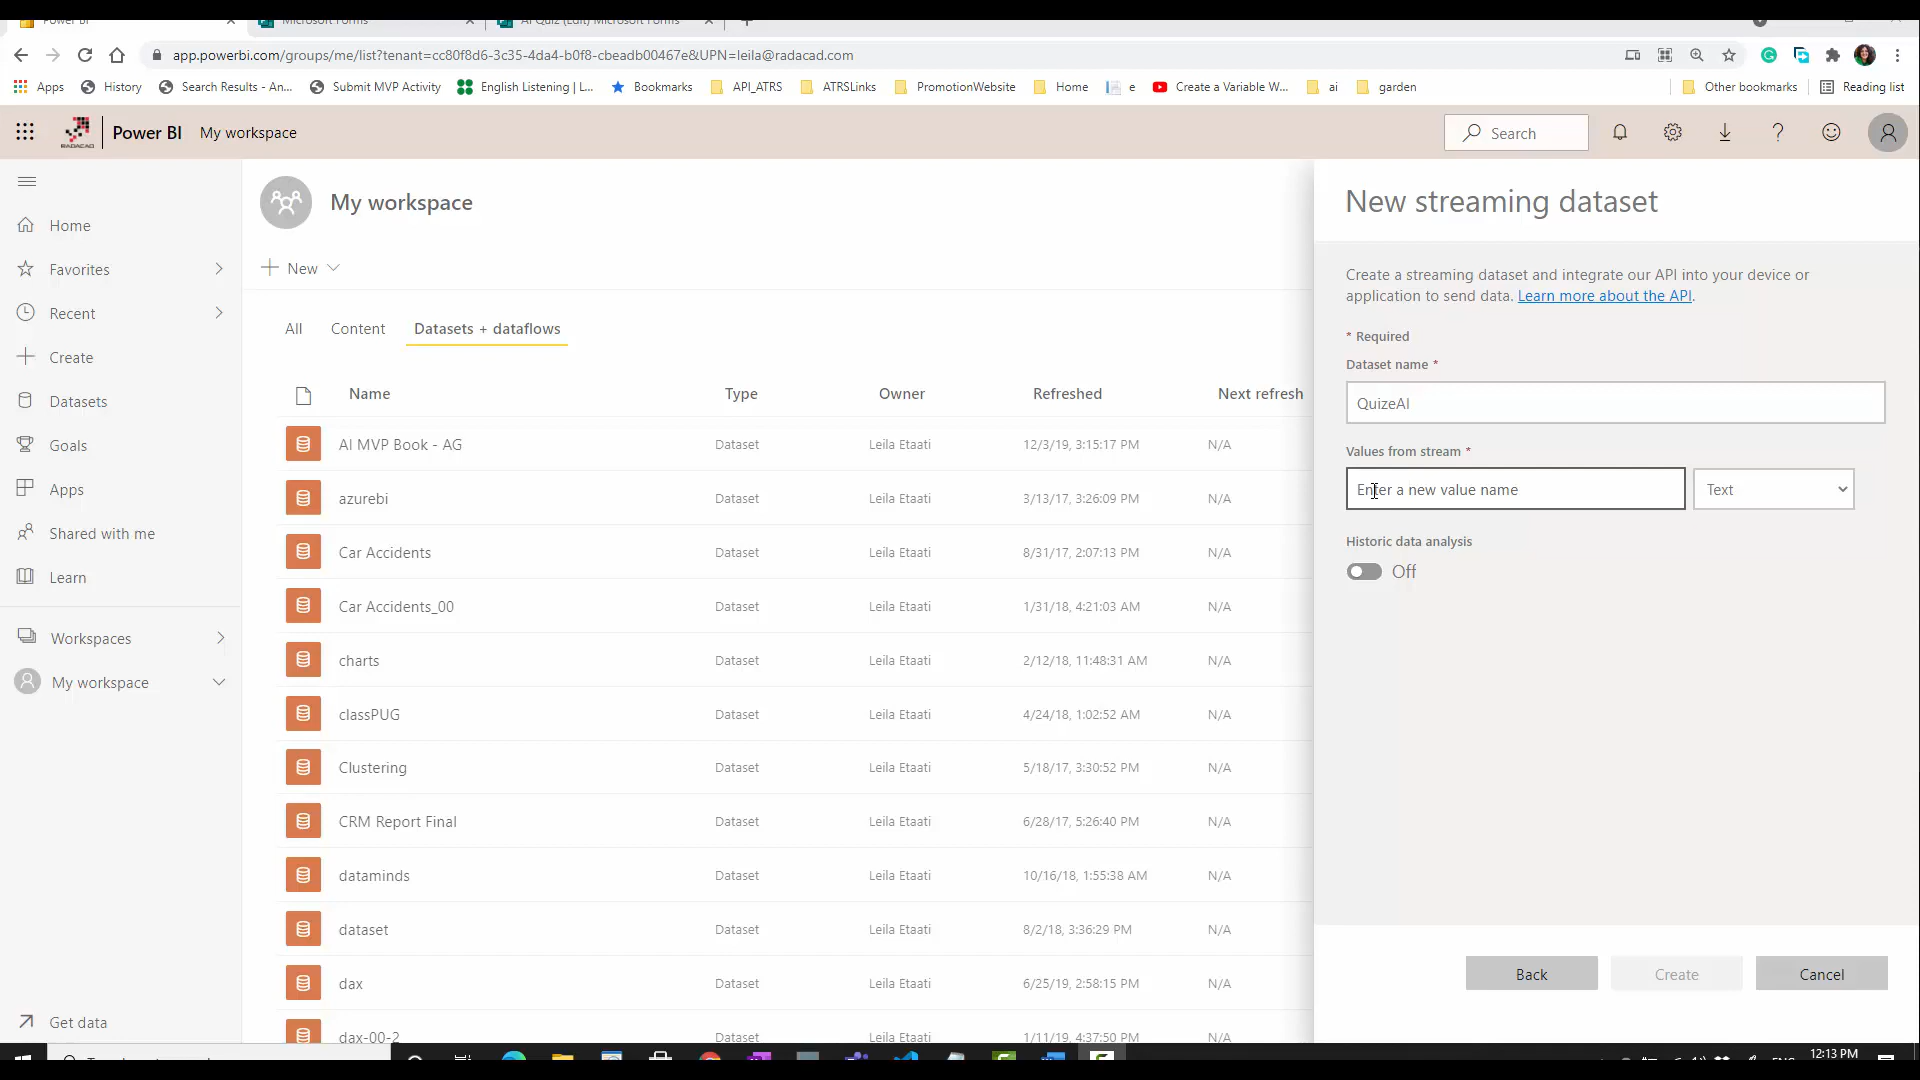 Power BI
Microsoft Forms
AI Quiz (Edit) Microsoft Forms
app.powerbi.com/groups/me/list?tenant=cc80f8d6-3c35-4da4-b0f8-cbeadb00467e&UPN=leila@radacad.com
Apps History Search Results - An... Submit MVP Activity English Listening | L... Bookmarks API_ATRS ATRSLinks PromotionWebsite Home e Create a Variable W... ai garden Other bookmarks Reading list
RADACAD Power BI My workspace Search
Home
Favorites
Recent
Create
Datasets
Goals
Apps
Shared with me
Learn
Workspaces
My workspace
Get data
My workspace
New
All Content Datasets + dataflows
Name Type Owner Refreshed Next refresh
AI MVP Book - AG Dataset Leila Etaati 12/3/19, 3:15:17 PM N/A
azurebi Dataset Leila Etaati 3/13/17, 3:26:09 PM N/A
Car Accidents Dataset Leila Etaati 8/31/17, 2:07:13 PM N/A
Car Accidents_00 Dataset Leila Etaati 1/31/18, 4:21:03 AM N/A
charts Dataset Leila Etaati 2/12/18, 11:48:31 AM N/A
classPUG Dataset Leila Etaati 4/24/18, 1:02:52 AM N/A
Clustering Dataset Leila Etaati 5/18/17, 3:30:52 PM N/A
CRM Report Final Dataset Leila Etaati 6/28/17, 5:26:40 PM N/A
dataminds Dataset Leila Etaati 10/16/18, 1:55:38 AM N/A
dataset Dataset Leila Etaati 8/2/18, 3:36:29 PM N/A
dax Dataset Leila Etaati 6/25/19, 2:58:15 PM N/A
dax-00-2 Dataset Leila Etaati 1/11/19, 4:37:50 PM N/A
New streaming dataset
Create a streaming dataset and integrate our API into your device or
application to send data. Learn more about the API.
* Required
Dataset name *
QuizeAI
Values from stream *
Enter a new value name Text
Historic data analysis
Off
Back Create Cancel
ENG 12:13 PM